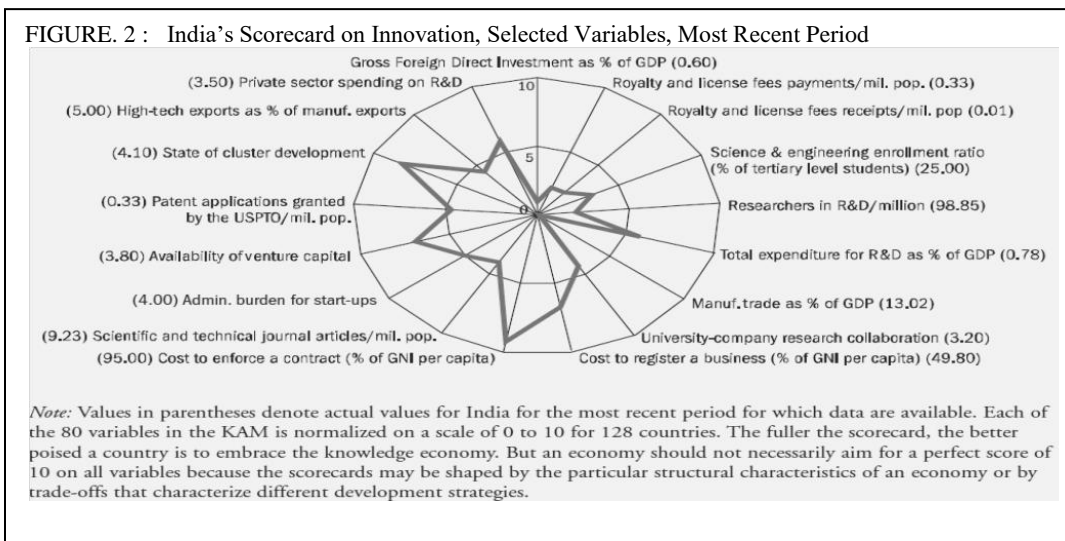 FIGURE. 2 :   India’s Scorecard on Innovation, Selected Variables, Most Recent Period
Gross Foreign Direct Investment as % of GDP (0.60)
(3.50) Private sector spending on R&D
10
Royalty and license fees payments/mil. pop. (0.33)
(5.00) High-tech exports as % of manuf. exports
Royalty and license fees receipts/mil. pop (0.01)
(4.10) State of cluster development
5
Science & engineering enrollment ratio
(% of tertiary level students) (25.00)
(0.33) Patent applications granted
by the USPTO/mil. pop.
0
Researchers in R&D/million (98.85)
(3.80) Availability of venture capital
Total expenditure for R&D as % of GDP (0.78)
(4.00) Admin. burden for start-ups
Manuf. trade as % of GDP (13.02)
(9.23) Scientific and technical journal articles/mil. pop.
University-company research collaboration (3.20)
(95.00) Cost to enforce a contract (% of GNI per capita)
Cost to register a business (% of GNI per capita) (49.80)
Note: Values in parentheses denote actual values for India for the most recent period for which data are available. Each of
the 80 variables in the KAM is normalized on a scale of 0 to 10 for 128 countries. The fuller the scorecard, the better
poised a country is to embrace the knowledge economy. But an economy should not necessarily aim for a perfect score of
10 on all variables because the scorecards may be shaped by the particular structural characteristics of an economy or by
trade-offs that characterize different development strategies.